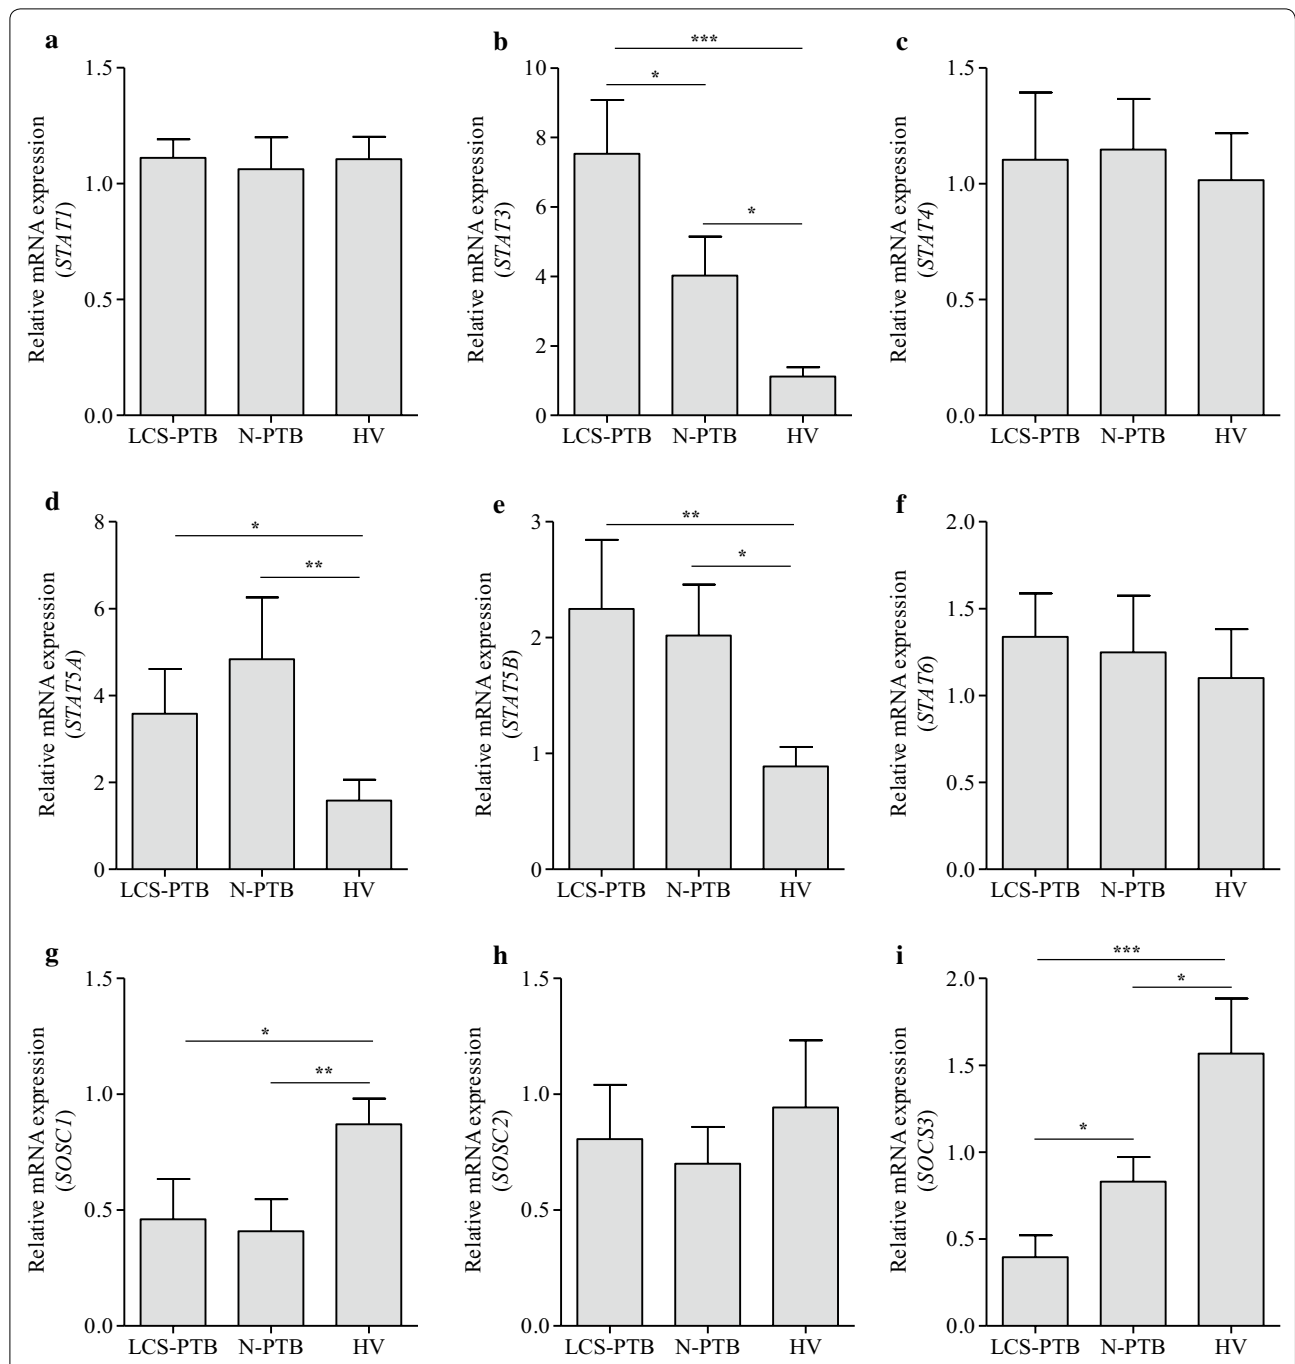 a
Relative mRNA expression
(STAT1)
1.5
1.0
0.5
0.0
LCS-PTB N-PTB HV
b
Relative mRNA expression
(STAT3)
***
*
*
10
8
6
4
2
0
LCS-PTB N-PTB HV
c
Relative mRNA expression
(STAT4)
1.5
1.0
0.5
0.0
LCS-PTB N-PTB HV
d
Relative mRNA expression
(STAT5A)
*
**
8
6
4
2
0
LCS-PTB N-PTB HV
e
Relative mRNA expression
(STAT5B)
**
*
3
2
1
0
LCS-PTB N-PTB HV
f
Relative mRNA expression
(STAT6)
2.0
1.5
1.0
0.5
0.0
LCS-PTB N-PTB HV
g
Relative mRNA expression
(SOSC1)
*
**
1.5
1.0
0.5
0.0
LCS-PTB N-PTB HV
h
Relative mRNA expression
(SOSC2)
1.5
1.0
0.5
0.0
LCS-PTB N-PTB HV
i
Relative mRNA expression
(SOCS3)
***
*
*
2.0
1.5
1.0
0.5
0.0
LCS-PTB N-PTB HV